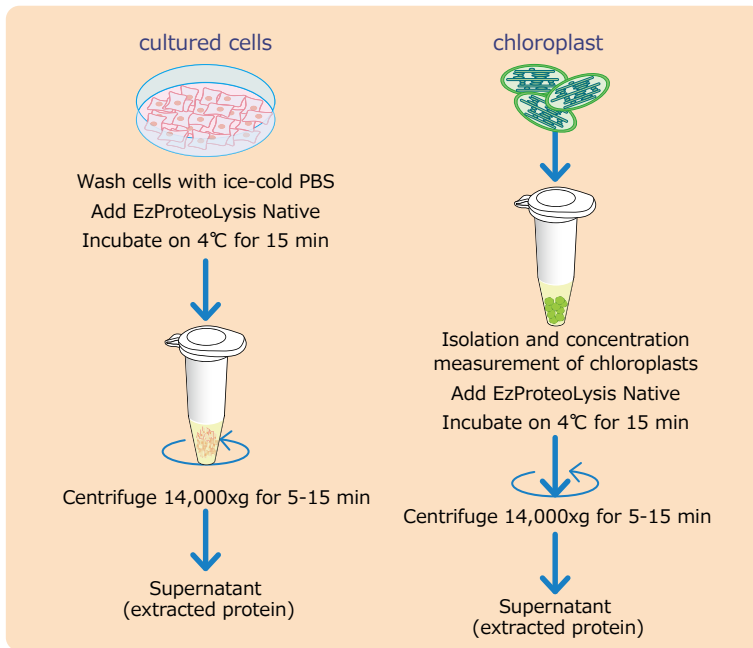 cultured cells
Wash cells with ice-cold PBS
Add EzProteoLysis Native
Incubate on 4℃ for 15 min
Centrifuge 14,000xg for 5-15 min
Supernatant
(extracted protein)
chloroplast
Isolation and concentration
measurement of chloroplasts
Add EzProteoLysis Native
Incubate on 4℃ for 15 min
Centrifuge 14,000xg for 5-15 min
Supernatant
(extracted protein)